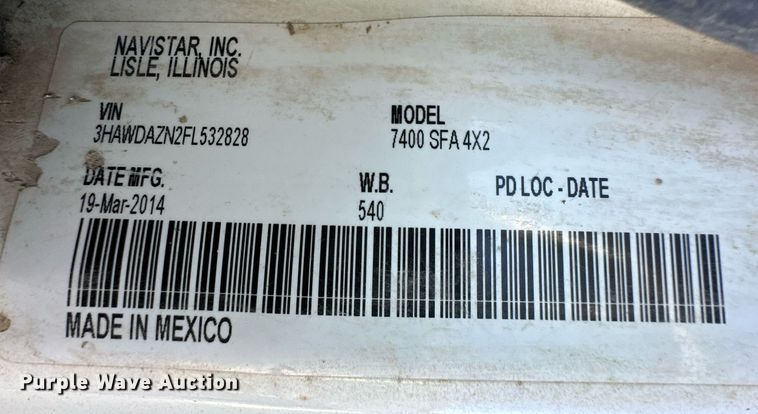 NAVISTAR, INC.
LISLE, ILLINOIS
VIN MODEL
3HAWDAZN2FL532828 7400 SFA 4X2
DATE MFG. W.B. PD LOC - DATE
19-Mar-2014 540
MADE IN MEXICO
Purple Wave Auction